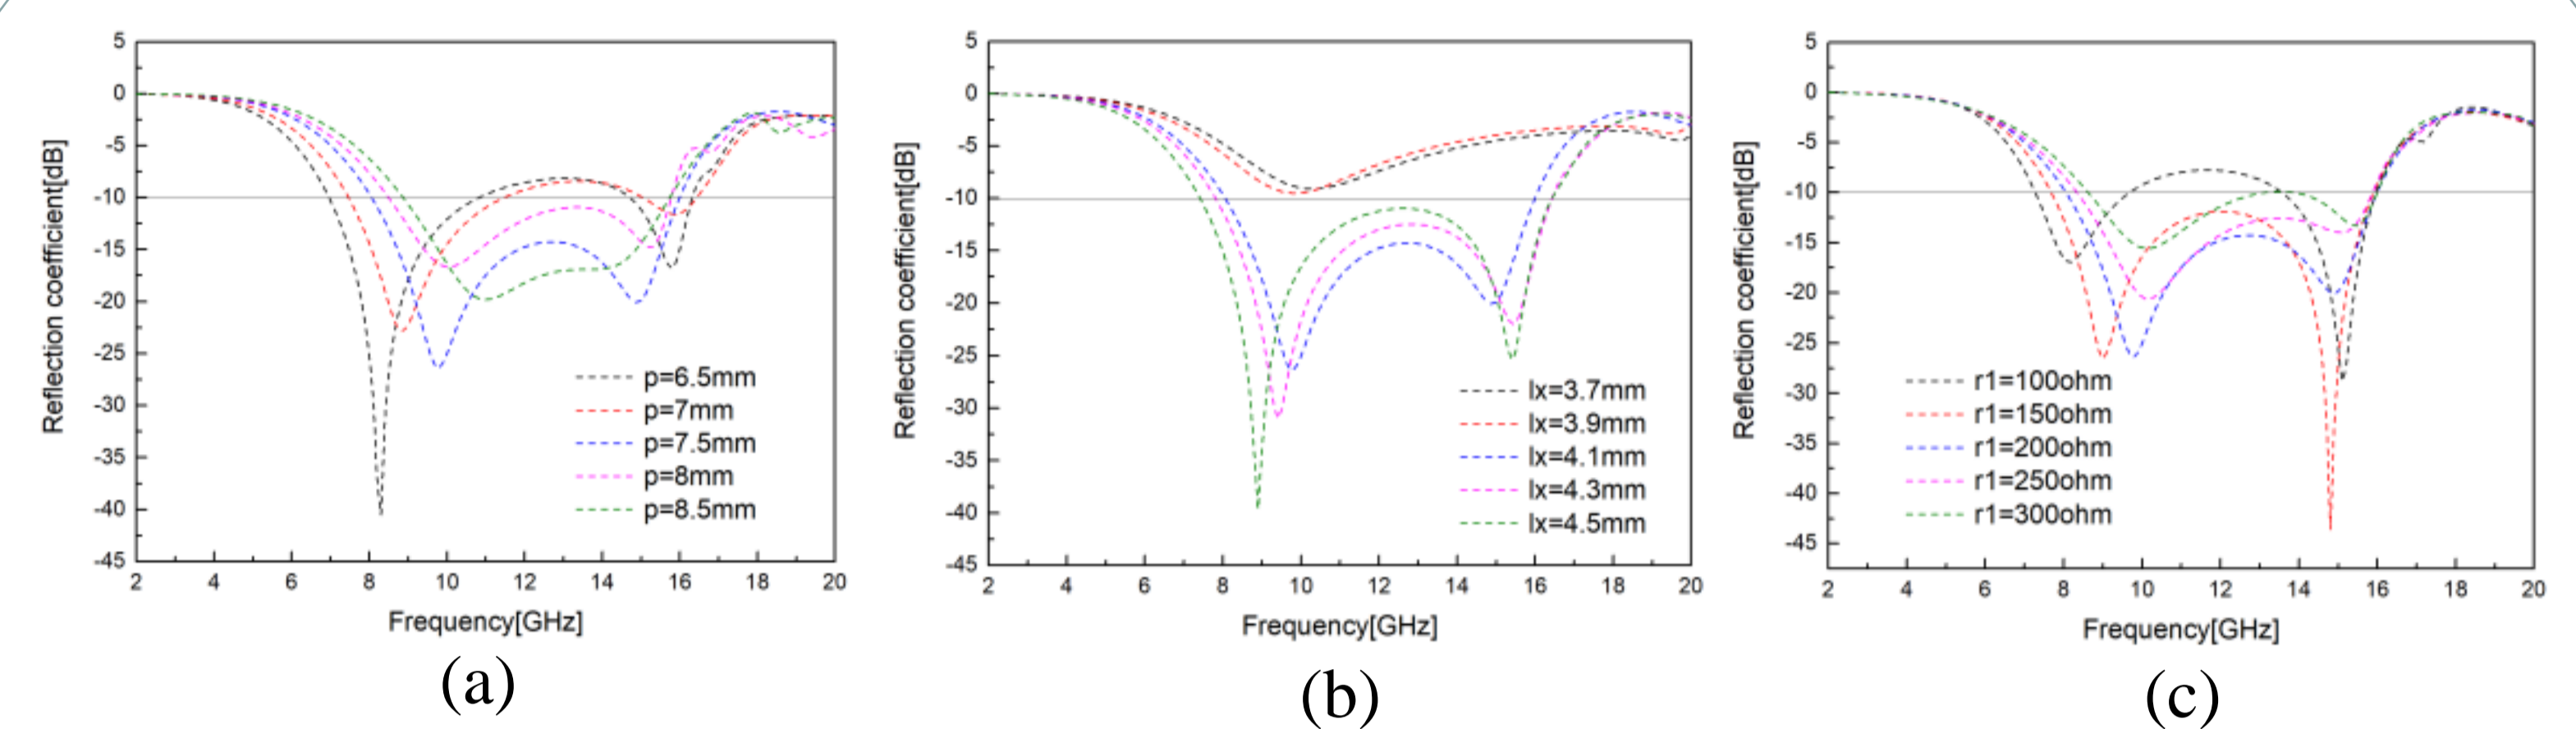 5
0
-5
-10
-15
-20
-25
-30
-35
-40
-45
Reflection coefficient[dB]
2 4 6 8 10 12 14 16 18 20
Frequency[GHz]
p=6.5mm
p=7mm
p=7.5mm
p=8mm
p=8.5mm
(a)
5
0
-5
-10
-15
-20
-25
-30
-35
-40
-45
Reflection coefficient[dB]
2 4 6 8 10 12 14 16 18 20
Frequency[GHz]
lx=3.7mm
lx=3.9mm
lx=4.1mm
lx=4.3mm
lx=4.5mm
(b)
5
0
-5
-10
-15
-20
-25
-30
-35
-40
-45
Reflection coefficient[dB]
2 4 6 8 10 12 14 16 18 20
Frequency[GHz]
r1=100ohm
r1=150ohm
r1=200ohm
r1=250ohm
r1=300ohm
(c)